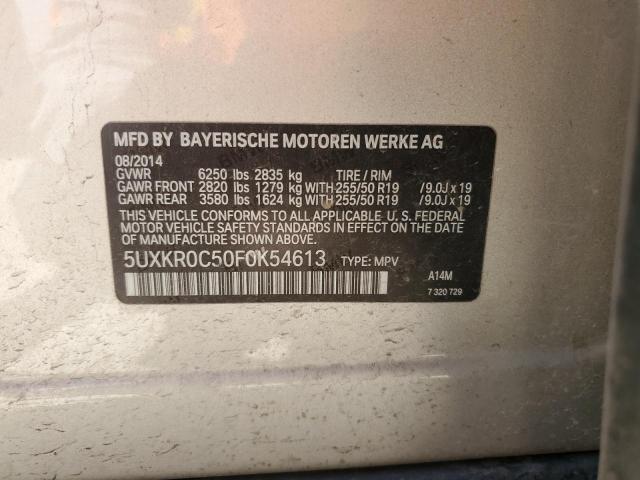 MFD BY BAYERISCHE MOTOREN WERKE AG
08/2014
GVWR 6250 lbs 2835 kg TIRE / RIM
GAWR FRONT 2820 lbs 1279 kg WITH 255/50 R19 / 9.0J x 19
GAWR REAR 3580 lbs 1624 kg WITH 255/50 R19 / 9.0J x 19
THIS VEHICLE CONFORMS TO ALL APPLICABLE U. S. FEDERAL
MOTOR VEHICLE SAFETY STANDARDS IN EFFECT ON THE
DATE OF MANUFACTURE SHOWN ABOVE.
5UXKR0C50F0K54613 TYPE: MPV
A14M
7 320 729